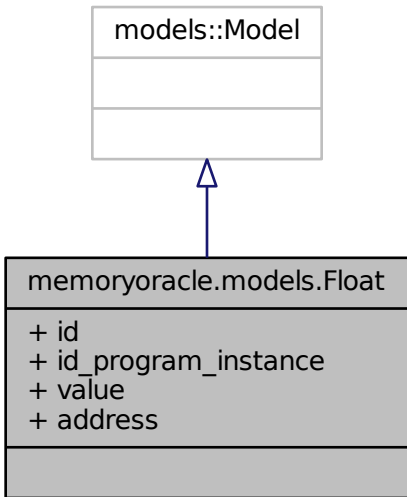 models::Model
memoryoracle.models.Float
+ id
+ id_program_instance
+ value
+ address